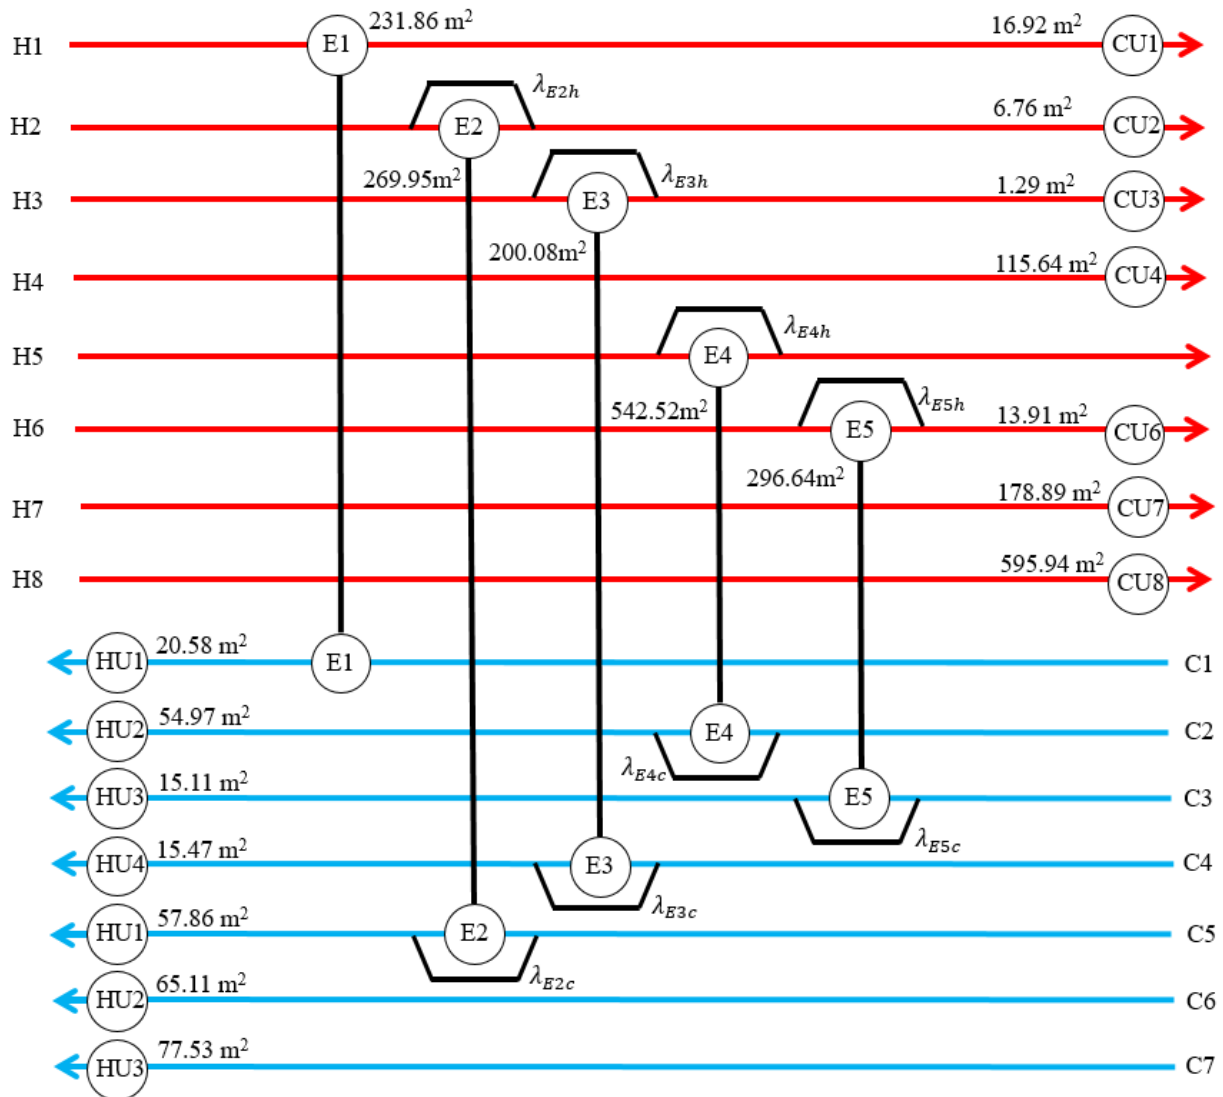 231.86 m²
16.92 m²
H1 E1 CU1
λE2h
6.76 m²
H2 E2 CU2
269.95m²
λE3h
1.29 m²
H3 E3 CU3
200.08m²
115.64 m²
H4 CU4
λE4h
H5 E4
542.52m²
λE5h
13.91 m²
H6 E5 CU6
296.64m²
178.89 m²
H7 CU7
595.94 m²
H8 CU8
20.58 m²
HU1 E1 C1
54.97 m²
HU2 E4 C2
λE4c
15.11 m²
HU3 E5 C3
λE5c
15.47 m²
HU4 E3 C4
λE3c
57.86 m²
HU1 E2 C5
λE2c
65.11 m²
HU2 C6
77.53 m²
HU3 C7